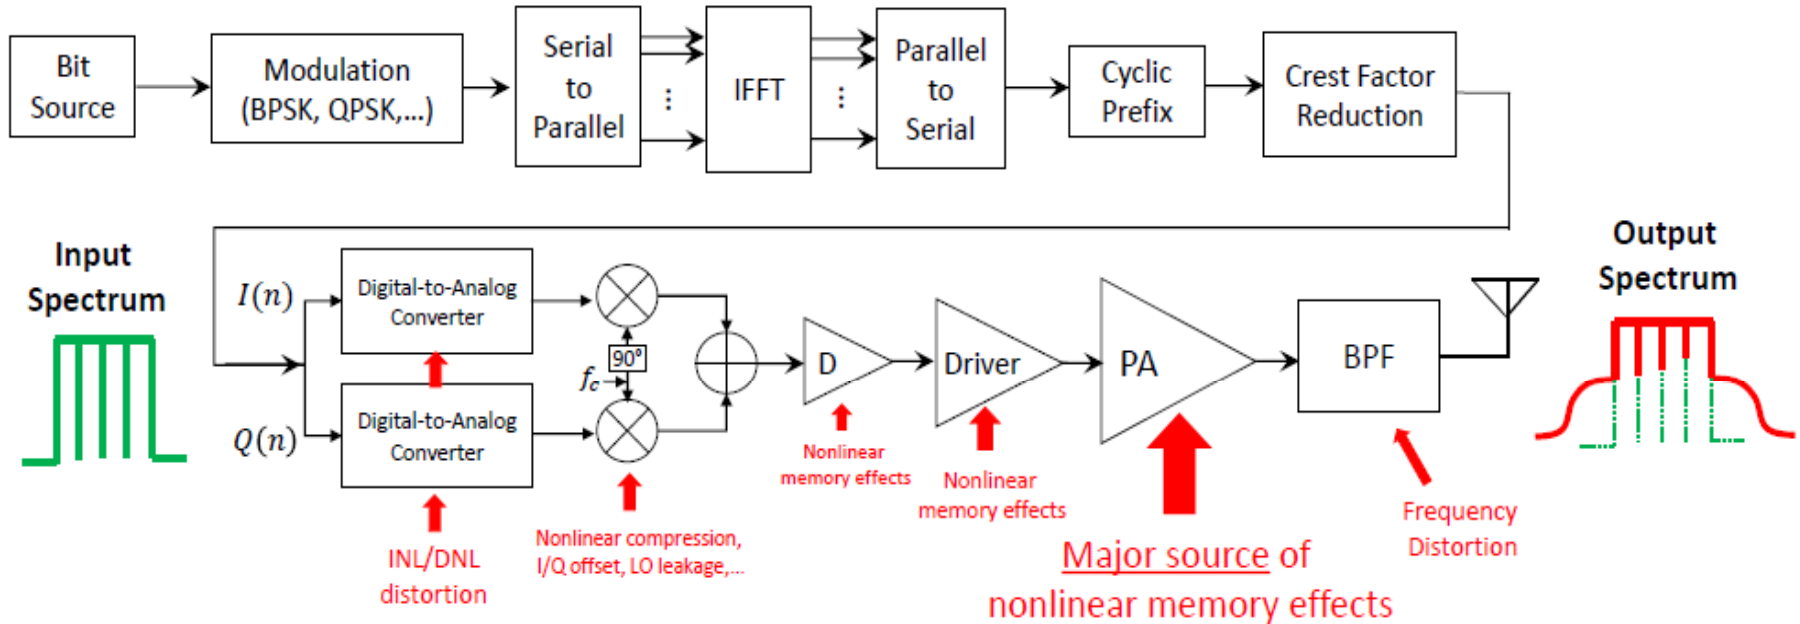 Bit
Source
Modulation
(BPSK, QPSK,...)
Serial
to
Parallel
⋮
IFFT
⋮
Parallel
to
Serial
Cyclic
Prefix
Crest Factor
Reduction
Input
Spectrum
I(n)
Q(n)
Digital-to-Analog
Converter
Digital-to-Analog
Converter
INL/DNL
distortion
90°
fc
Nonlinear compression,
I/Q offset, LO leakage,...
D
Nonlinear
memory effects
Driver
Nonlinear
memory effects
PA
Major source of
nonlinear memory effects
BPF
Frequency
Distortion
Output
Spectrum